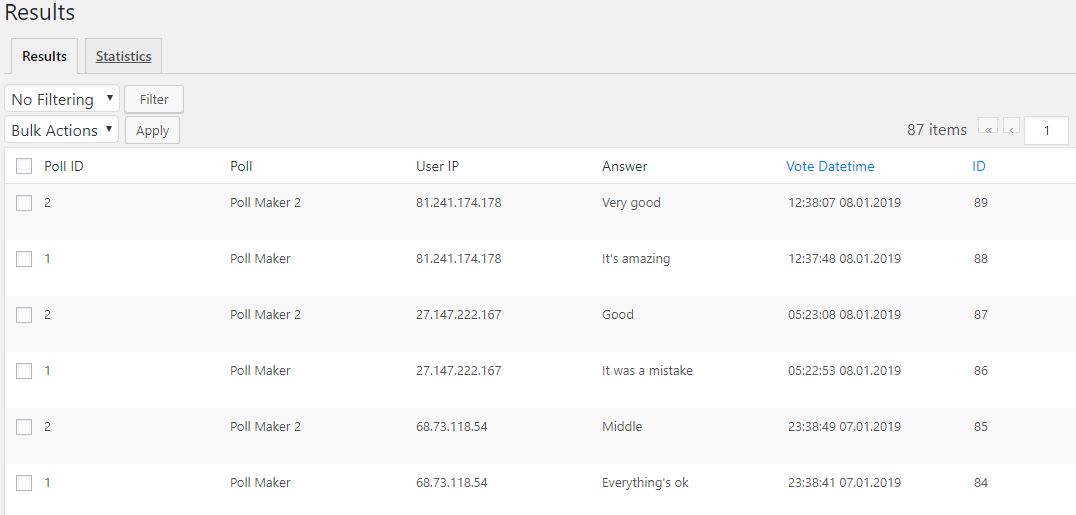 Results
Results Statistics
No Filtering Filter
Bulk Actions Apply 87 items « ‹ 1
Poll ID Poll User IP Answer Vote Datetime ID
2 Poll Maker 2 81.241.174.178 Very good 12:38:07 08.01.2019 89
1 Poll Maker 81.241.174.178 It's amazing 12:37:48 08.01.2019 88
2 Poll Maker 2 27.147.222.167 Good 05:23:08 08.01.2019 87
1 Poll Maker 27.147.222.167 It was a mistake 05:22:53 08.01.2019 86
2 Poll Maker 2 68.73.118.54 Middle 23:38:49 07.01.2019 85
1 Poll Maker 68.73.118.54 Everything's ok 23:38:41 07.01.2019 84